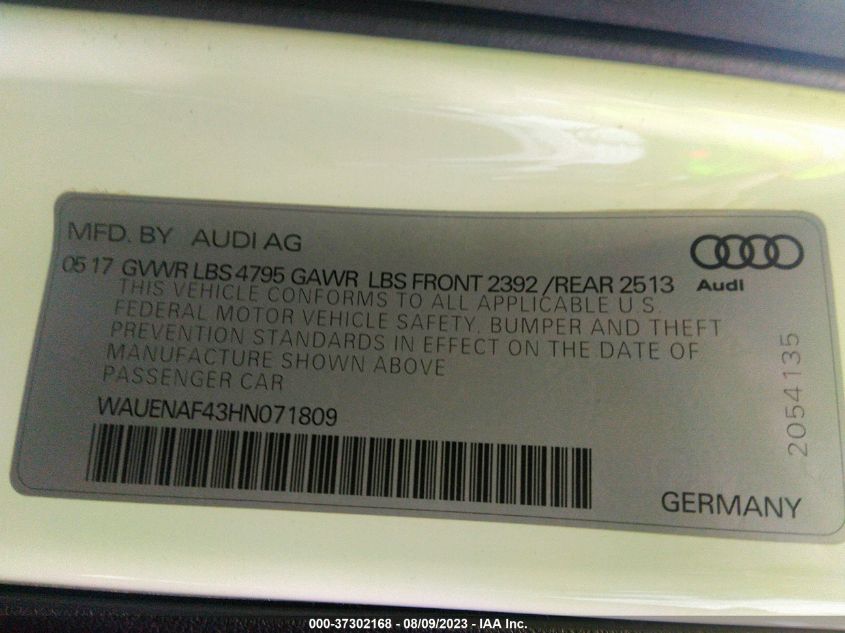 MFD. BY AUDI AG
05 17 GVWR LBS 4795 GAWR LBS FRONT 2392 /REAR 2513
Audi
THIS VEHICLE CONFORMS TO ALL APPLICABLE U.S.
FEDERAL MOTOR VEHICLE SAFETY, BUMPER AND THEFT
PREVENTION STANDARDS IN EFFECT ON THE DATE OF
MANUFACTURE SHOWN ABOVE
PASSENGER CAR
WAUENAF43HN071809
2054135
GERMANY
000-37302168 - 08/09/2023 - IAA Inc.